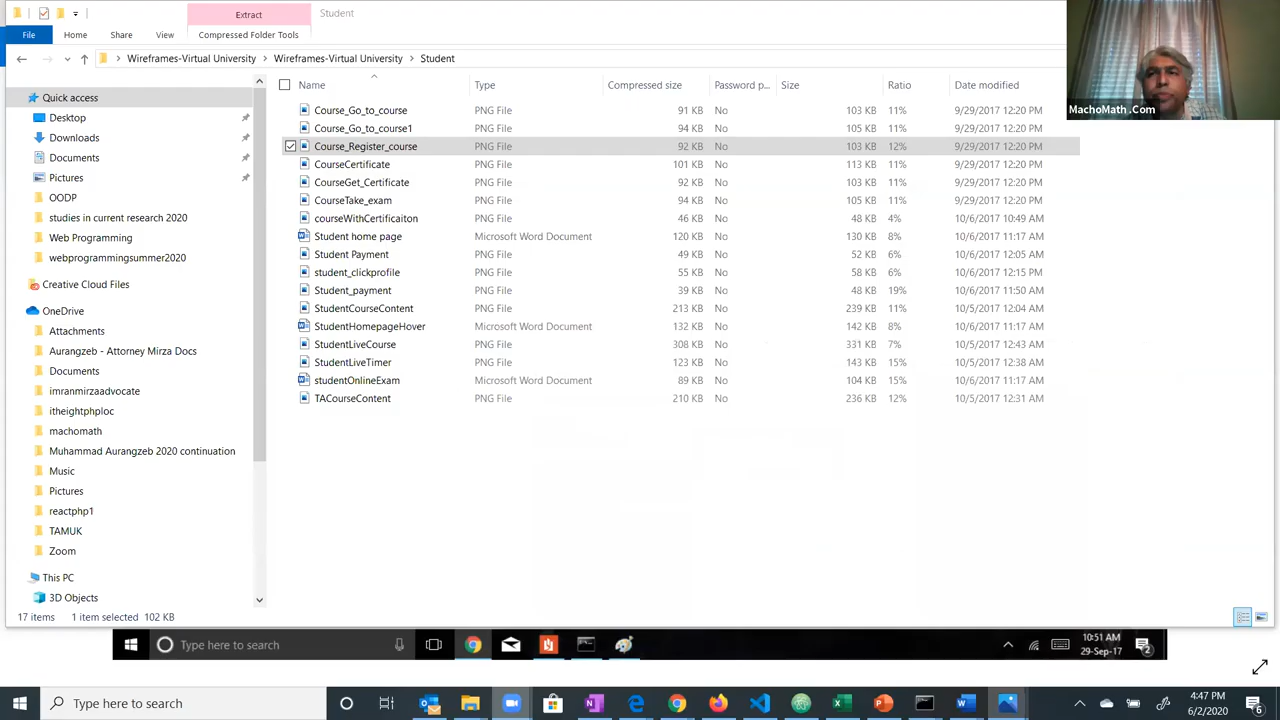 Extract
Student
File
Home
Share
View
Compressed Folder Tools
Wireframes-Virtual University
Wireframes-Virtual University
Student
Name
Type
Compressed size
Password p...
Size
Ratio
Date modified
Course_Go_to_course PNG File 91 KB No 103 KB 11% 9/29/2017 12:20 PM
Course_Go_to_course1 PNG File 94 KB No 105 KB 11% 9/29/2017 12:20 PM
Course_Register_course PNG File 92 KB No 103 KB 12% 9/29/2017 12:20 PM
CourseCertificate PNG File 101 KB No 113 KB 11% 9/29/2017 12:20 PM
CourseGet_Certificate PNG File 92 KB No 103 KB 11% 9/29/2017 12:20 PM
CourseTake_exam PNG File 94 KB No 105 KB 11% 9/29/2017 12:20 PM
courseWithCertificaiton PNG File 46 KB No 48 KB 4% 10/6/2017 10:49 AM
Student home page Microsoft Word Document 120 KB No 130 KB 8% 10/6/2017 11:17 AM
Student Payment PNG File 49 KB No 52 KB 6% 10/6/2017 12:05 AM
student_clickprofile PNG File 55 KB No 58 KB 6% 10/6/2017 12:15 PM
Student_payment PNG File 39 KB No 48 KB 19% 10/6/2017 11:50 AM
StudentCourseContent PNG File 213 KB No 239 KB 11% 10/5/2017 12:04 AM
StudentHomepageHover Microsoft Word Document 132 KB No 142 KB 8% 10/6/2017 11:17 AM
StudentLiveCourse PNG File 308 KB No 331 KB 7% 10/5/2017 12:43 AM
StudentLiveTimer PNG File 123 KB No 143 KB 15% 10/5/2017 12:38 AM
studentOnlineExam Microsoft Word Document 89 KB No 104 KB 15% 10/6/2017 11:17 AM
TACourseContent PNG File 210 KB No 236 KB 12% 10/5/2017 12:31 AM
Quick access
Desktop
Downloads
Documents
Pictures
OODP
studies in current research 2020
Web Programming
webprogrammingsummer2020
Creative Cloud Files
OneDrive
Attachments
Aurangzeb - Attorney Mirza Docs
Documents
imranmirzaadvocate
itheightphploc
machomath
Muhammad Aurangzeb 2020 continuation
Music
Pictures
reactphp1
TAMUK
Zoom
This PC
3D Objects
17 items 1 item selected 102 KB
MachoMath .Com
Type here to search
10:51 AM
29-Sep-17
2
Type here to search
4:47 PM
6/2/2020
6